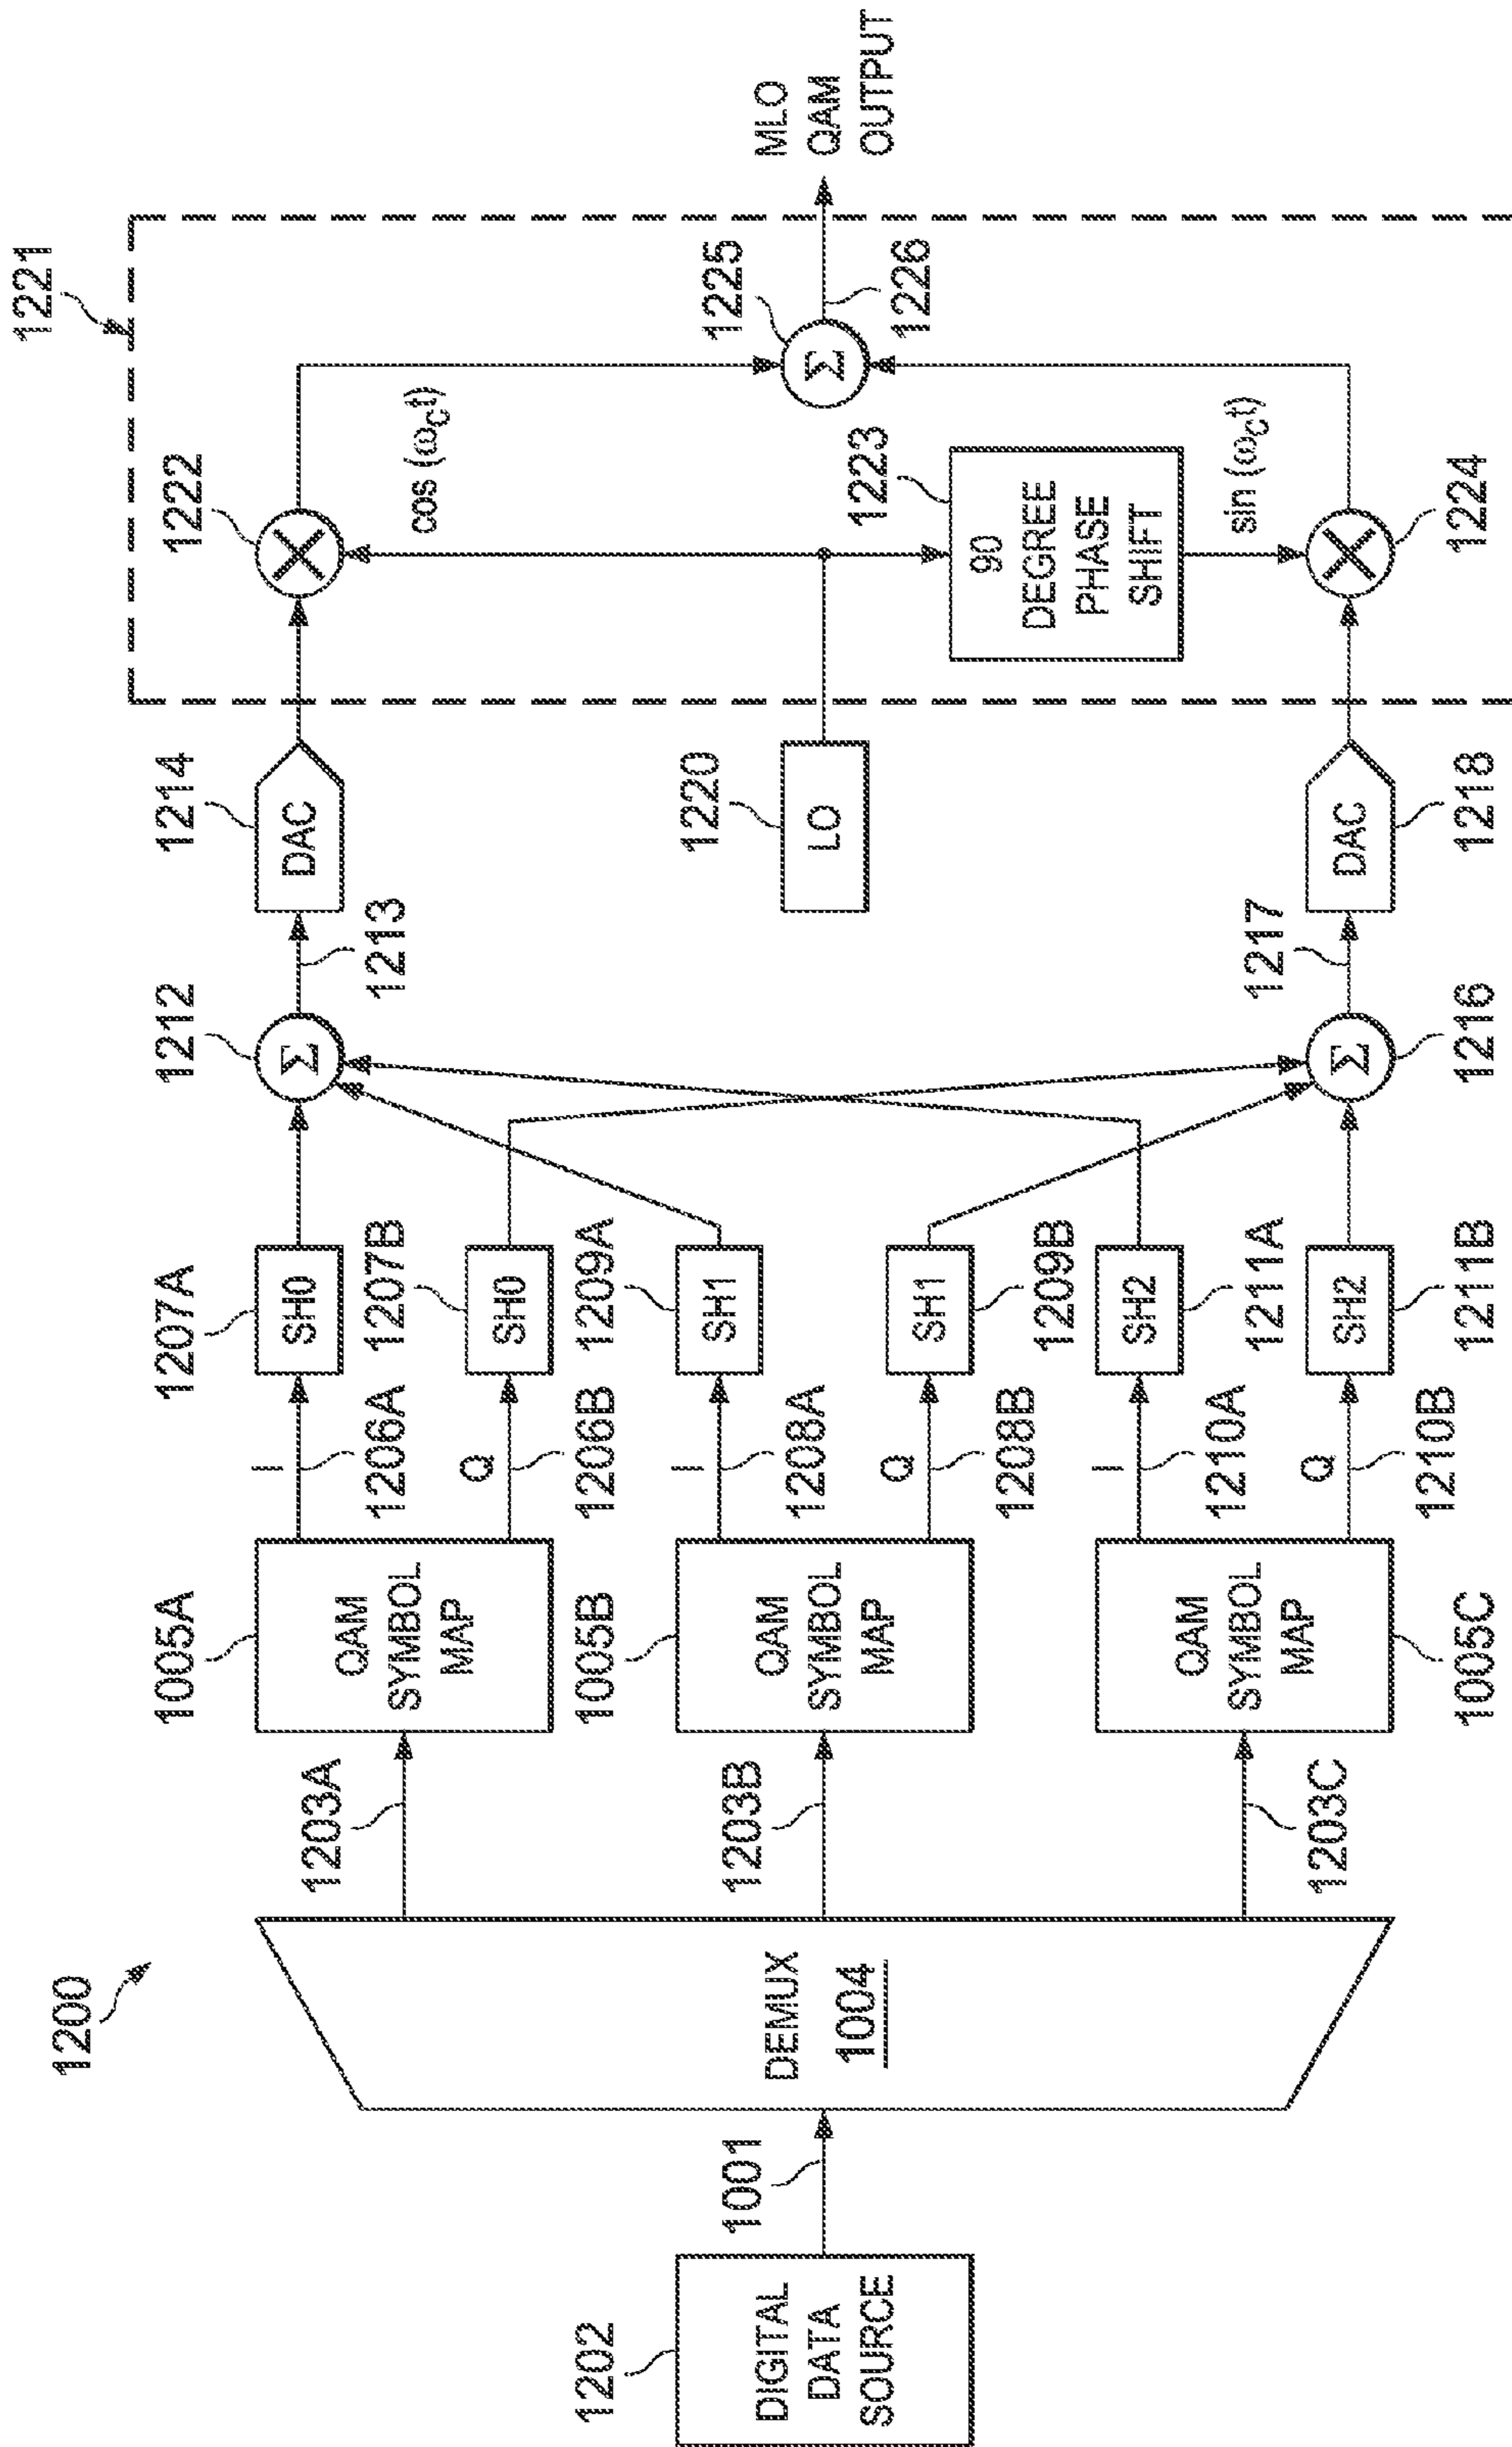 1200
1202
DIGITAL
DATA
SOURCE
1001
DEMUX
1004
1203A
1203B
1203C
1005A
QAM
SYMBOL
MAP
1005B
QAM
SYMBOL
MAP
QAM
SYMBOL
MAP
1005C
I
1206A
Q
1206B
I
1208A
Q
1208B
I
1210A
Q
1210B
1207A
SH0
SH0
1207B
SH1
1209A
SH1
1209B
SH2
1211A
SH2
1211B
1212
Σ
1213
Σ
1216
1217
1214
DAC
1220
LO
DAC
1218
1221
1222
cos (ωct)
1223
90
DEGREE
PHASE
SHIFT
sin (ωct)
1224
Σ
1225
1226
MLO
QAM
OUTPUT